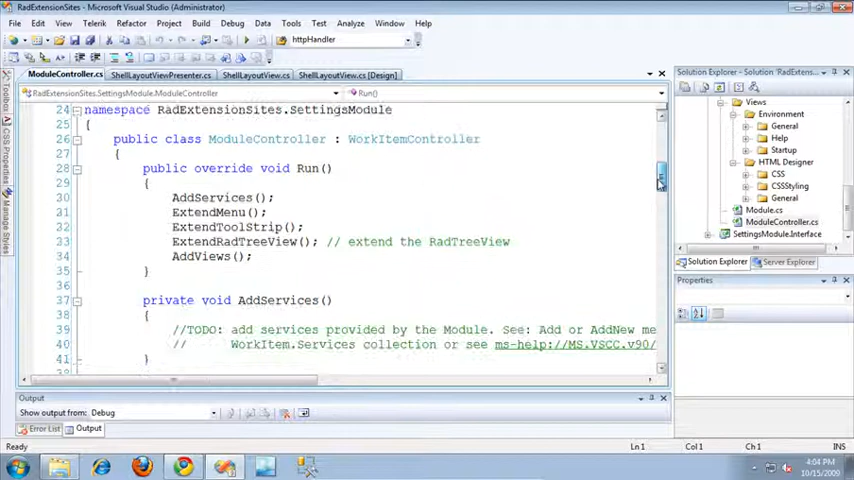 RadExtensionSites - Microsoft Visual Studio (Administrator)
File Edit View Telerik Refactor Project Build Debug Data Tools Test Analyze Window Help
httpHandler
ModuleController.cs ShellLayoutViewPresenter.cs ShellLayoutView.cs ShellLayoutView.cs [Design]
RadExtensionSites.SettingsModule.ModuleController Run()
24 namespace RadExtensionSites.SettingsModule
25 {
26 public class ModuleController : WorkItemController
27 {
28 public override void Run()
29 {
30 AddServices();
31 ExtendMenu();
32 ExtendToolStrip();
33 ExtendRadTreeView(); // extend the RadTreeView
34 AddViews();
35 }
36
37 private void AddServices()
38 {
39 //TODO: add services provided by the Module. See: Add or AddNew me
40 // WorkItem.Services collection or see ms-help://MS.VSCC.v90/
41 }
Toolbox
CSS Properties
Manage Styles
Solution Explorer - Solution 'RadExten...
Views
Environment
General
Help
Startup
HTML Designer
CSS
CSSStyling
General
Module.cs
ModuleController.cs
SettingsModule.Interface
Solution Explorer Server Explorer
Properties
Output
Show output from: Debug
Error List Output
Ready Ln 1 Col 1 Ch 1 INS
4:04 PM
10/15/2009